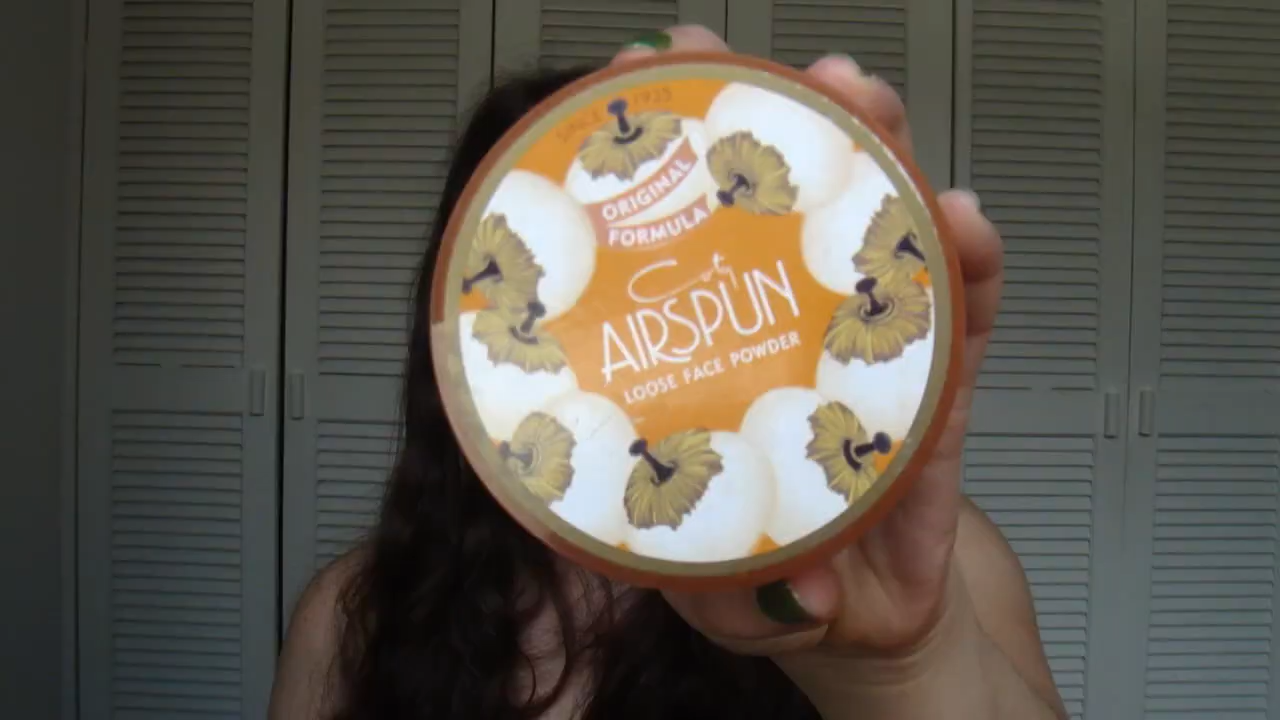 SINCE 1935
ORIGINAL
FORMULA
Coty
AIRSPUN
LOOSE FACE POWDER